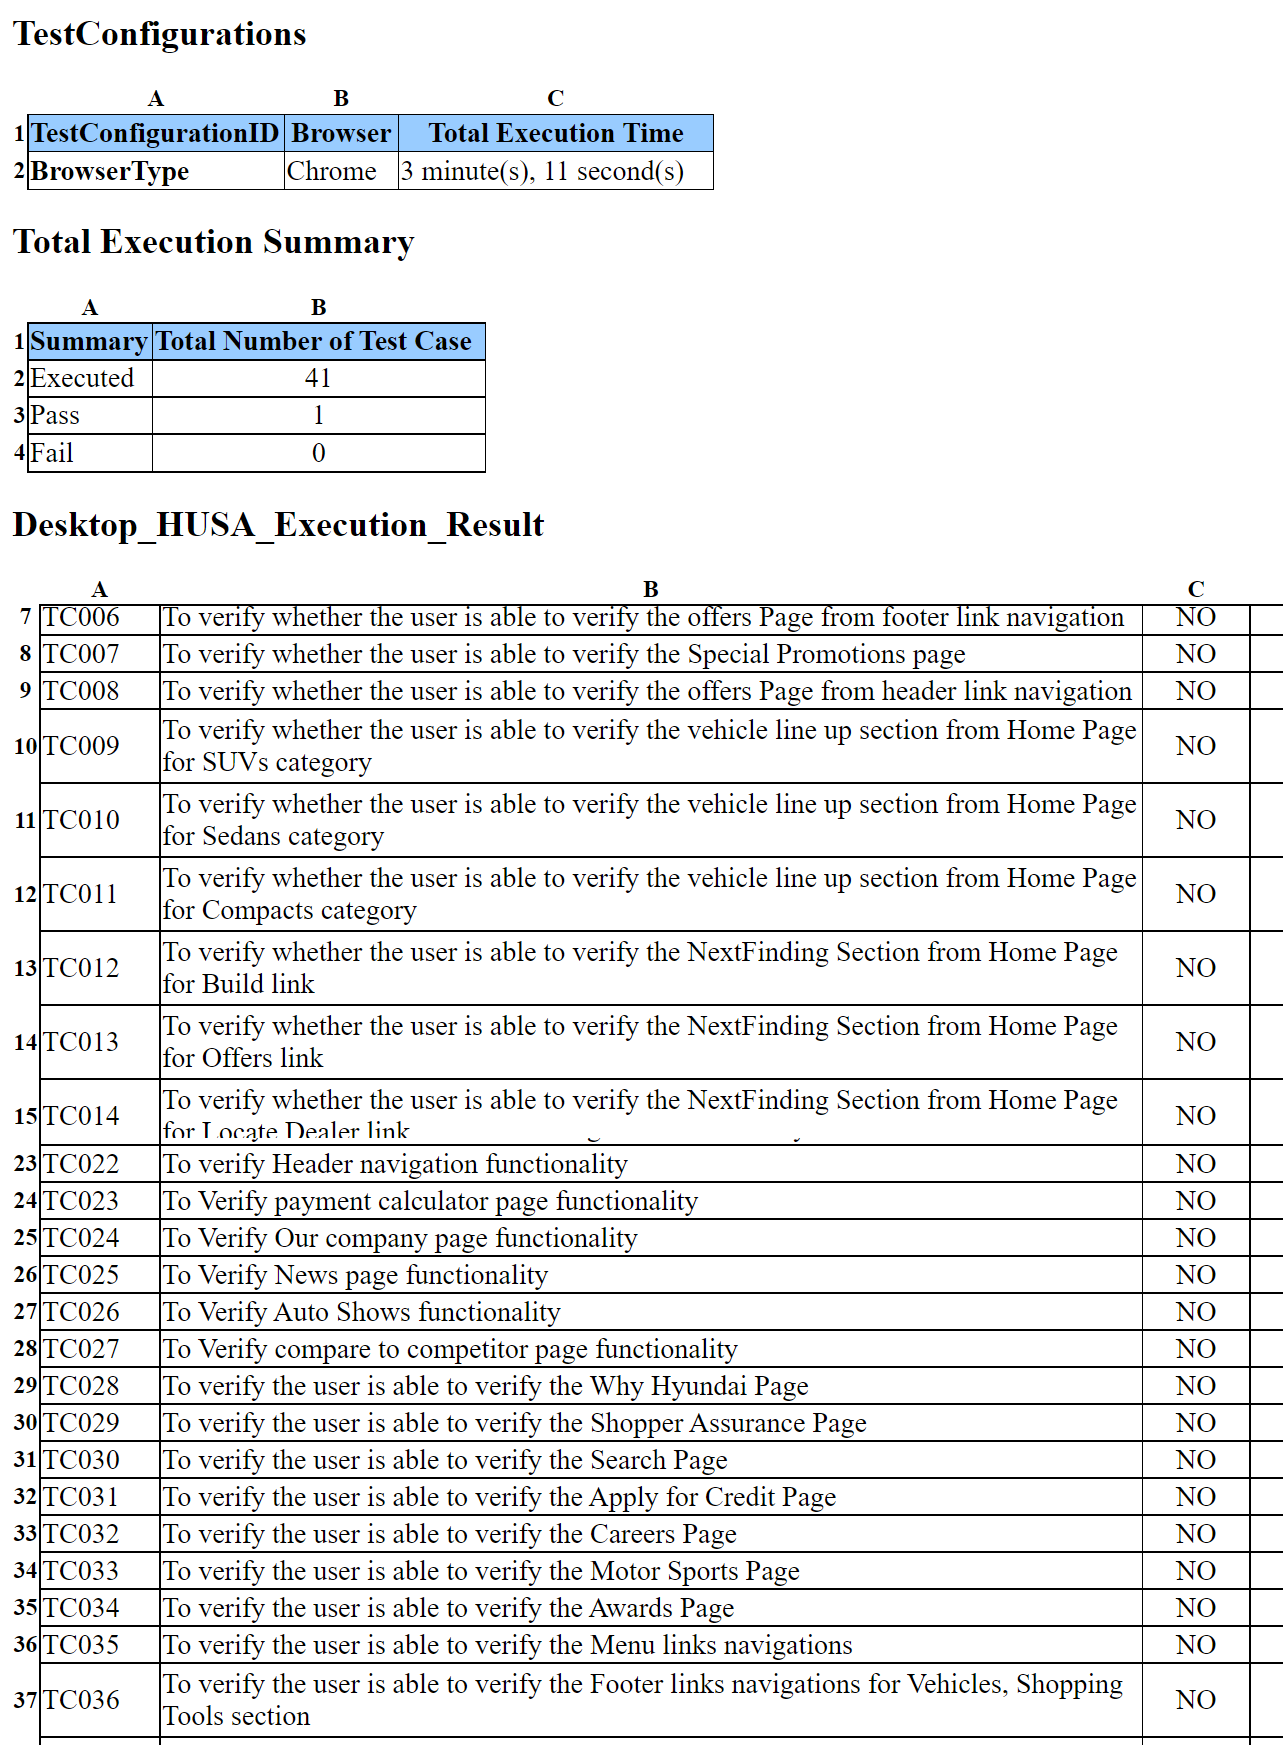 TestConfigurations
A B C
1 TestConfigurationID Browser Total Execution Time
2 BrowserType Chrome 3 minute(s), 11 second(s)
Total Execution Summary
A B
1 Summary Total Number of Test Case
2 Executed 41
3 Pass 1
4 Fail 0
Desktop_HUSA_Execution_Result
A B C
7 TC006 To verify whether the user is able to verify the offers Page from footer link navigation NO
8 TC007 To verify whether the user is able to verify the Special Promotions page NO
9 TC008 To verify whether the user is able to verify the offers Page from header link navigation NO
10 TC009 To verify whether the user is able to verify the vehicle line up section from Home Page NO
for SUVs category
11 TC010 To verify whether the user is able to verify the vehicle line up section from Home Page NO
for Sedans category
12 TC011 To verify whether the user is able to verify the vehicle line up section from Home Page NO
for Compacts category
13 TC012 To verify whether the user is able to verify the NextFinding Section from Home Page NO
for Build link
14 TC013 To verify whether the user is able to verify the NextFinding Section from Home Page NO
for Offers link
15 TC014 To verify whether the user is able to verify the NextFinding Section from Home Page NO
for Locate Dealer link
23 TC022 To verify Header navigation functionality NO
24 TC023 To Verify payment calculator page functionality NO
25 TC024 To Verify Our company page functionality NO
26 TC025 To Verify News page functionality NO
27 TC026 To Verify Auto Shows functionality NO
28 TC027 To Verify compare to competitor page functionality NO
29 TC028 To verify the user is able to verify the Why Hyundai Page NO
30 TC029 To verify the user is able to verify the Shopper Assurance Page NO
31 TC030 To verify the user is able to verify the Search Page NO
32 TC031 To verify the user is able to verify the Apply for Credit Page NO
33 TC032 To verify the user is able to verify the Careers Page NO
34 TC033 To verify the user is able to verify the Motor Sports Page NO
35 TC034 To verify the user is able to verify the Awards Page NO
36 TC035 To verify the user is able to verify the Menu links navigations NO
37 TC036 To verify the user is able to verify the Footer links navigations for Vehicles, Shopping NO
Tools section